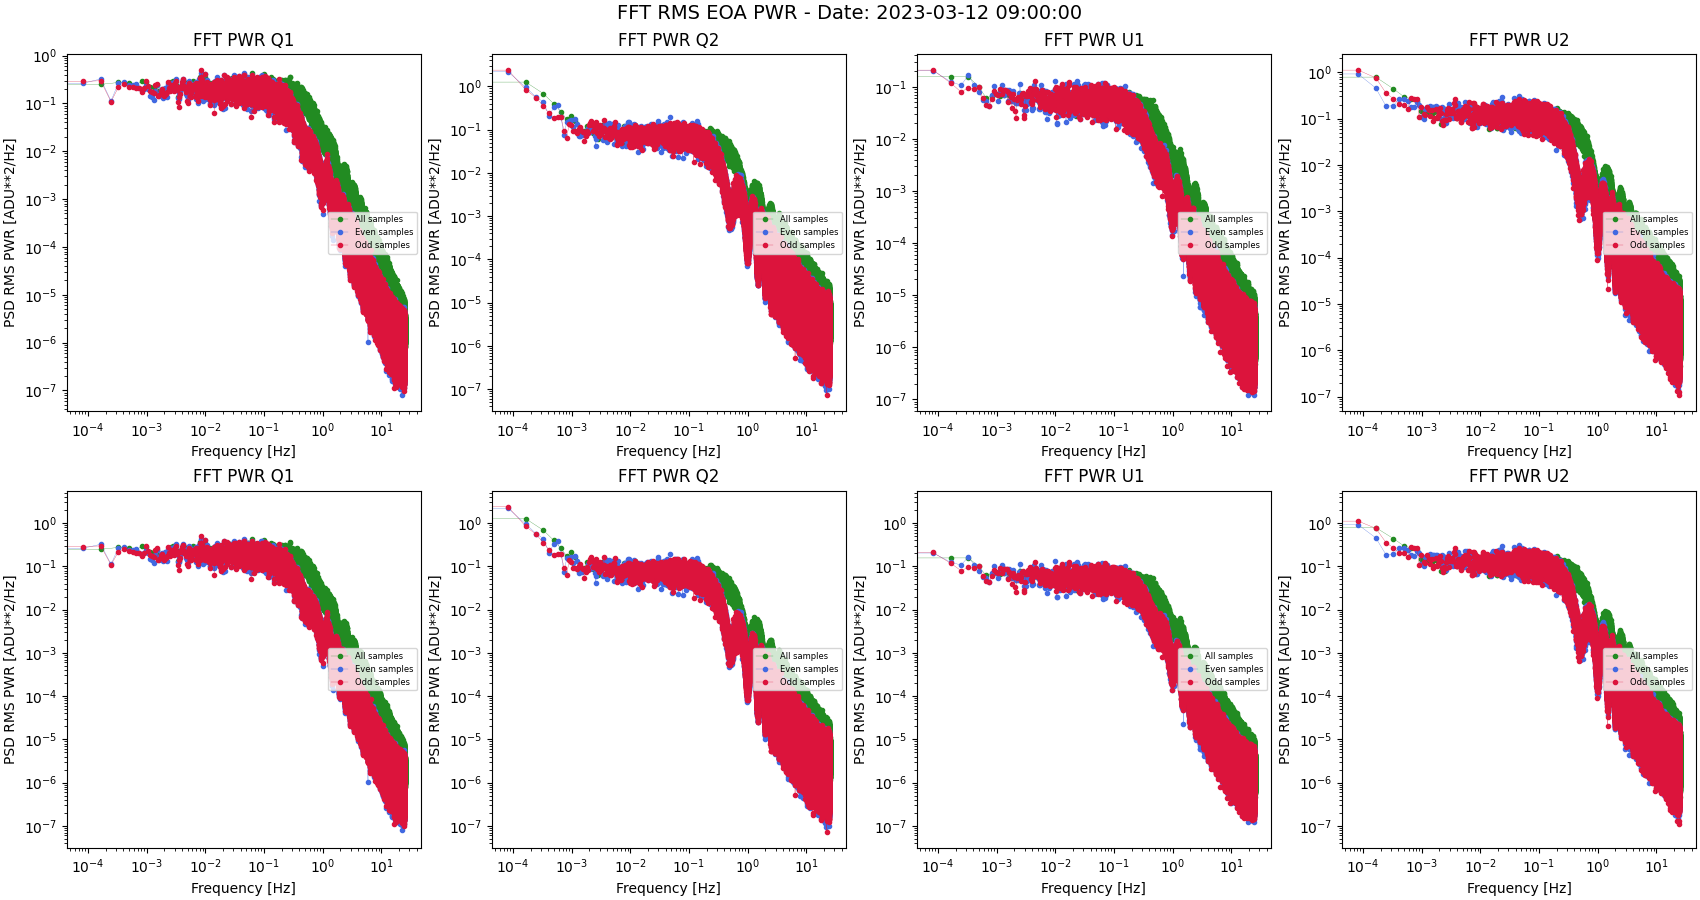 FFT RMS EOA PWR - Date: 2023-03-12 09:00:00
FFT PWR Q1
PSD RMS PWR [ADU**2/Hz]
10⁰
10⁻¹
10⁻²
10⁻³
10⁻⁴
10⁻⁵
10⁻⁶
10⁻⁷
All samples
Even samples
Odd samples
10⁻⁴ 10⁻³ 10⁻² 10⁻¹ 10⁰ 10¹
Frequency [Hz]
FFT PWR Q2
PSD RMS PWR [ADU**2/Hz]
10⁰
10⁻¹
10⁻²
10⁻³
10⁻⁴
10⁻⁵
10⁻⁶
10⁻⁷
All samples
Even samples
Odd samples
10⁻⁴ 10⁻³ 10⁻² 10⁻¹ 10⁰ 10¹
Frequency [Hz]
FFT PWR U1
PSD RMS PWR [ADU**2/Hz]
10⁻¹
10⁻²
10⁻³
10⁻⁴
10⁻⁵
10⁻⁶
10⁻⁷
All samples
Even samples
Odd samples
10⁻⁴ 10⁻³ 10⁻² 10⁻¹ 10⁰ 10¹
Frequency [Hz]
FFT PWR U2
PSD RMS PWR [ADU**2/Hz]
10⁰
10⁻¹
10⁻²
10⁻³
10⁻⁴
10⁻⁵
10⁻⁶
10⁻⁷
All samples
Even samples
Odd samples
10⁻⁴ 10⁻³ 10⁻² 10⁻¹ 10⁰ 10¹
Frequency [Hz]
FFT PWR Q1
PSD RMS PWR [ADU**2/Hz]
10⁰
10⁻¹
10⁻²
10⁻³
10⁻⁴
10⁻⁵
10⁻⁶
10⁻⁷
All samples
Even samples
Odd samples
10⁻⁴ 10⁻³ 10⁻² 10⁻¹ 10⁰ 10¹
Frequency [Hz]
FFT PWR Q2
PSD RMS PWR [ADU**2/Hz]
10⁰
10⁻¹
10⁻²
10⁻³
10⁻⁴
10⁻⁵
10⁻⁶
10⁻⁷
All samples
Even samples
Odd samples
10⁻⁴ 10⁻³ 10⁻² 10⁻¹ 10⁰ 10¹
Frequency [Hz]
FFT PWR U1
PSD RMS PWR [ADU**2/Hz]
10⁰
10⁻¹
10⁻²
10⁻³
10⁻⁴
10⁻⁵
10⁻⁶
10⁻⁷
All samples
Even samples
Odd samples
10⁻⁴ 10⁻³ 10⁻² 10⁻¹ 10⁰ 10¹
Frequency [Hz]
FFT PWR U2
PSD RMS PWR [ADU**2/Hz]
10⁰
10⁻¹
10⁻²
10⁻³
10⁻⁴
10⁻⁵
10⁻⁶
10⁻⁷
All samples
Even samples
Odd samples
10⁻⁴ 10⁻³ 10⁻² 10⁻¹ 10⁰ 10¹
Frequency [Hz]